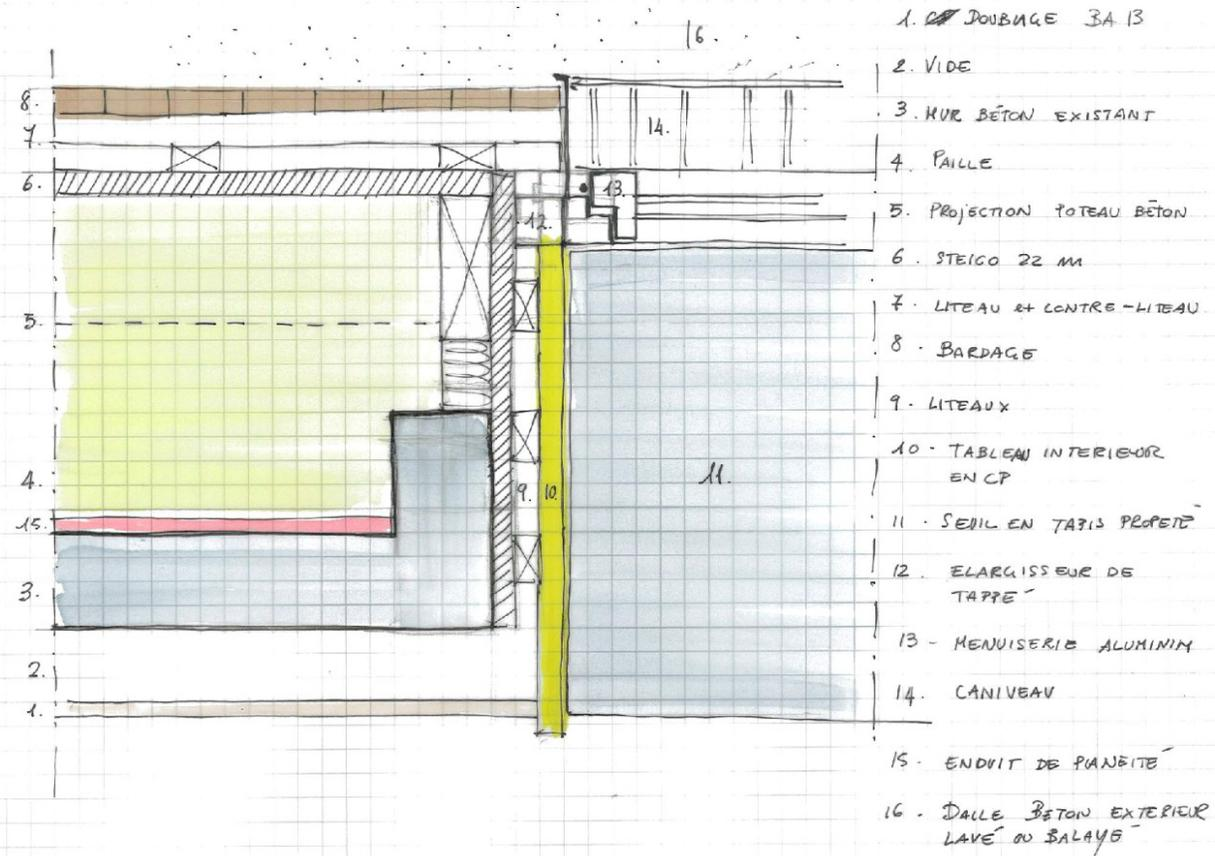 16.
8.
7.
6.
5.
4.
15.
3.
2.
1.
14.
13.
12.
11.
9.
10.
1. DOUBLAGE BA 13
2. VIDE
3. MUR BÉTON EXISTANT
4 PAILLE
5. PROJECTION POTEAU BÉTON
6. STEICO 22 mm
7. LITEAU et CONTRE-LITEAU
8. BARDAGE
9. LITEAUX
10. TABLEAU INTERIEUR
EN CP
11. SEUIL EN TAPIS PROPETÉ
12 ELARGISSEUR DE
TAPPÉ
13 - MENUISERIE ALUMINIM
14. CANIVEAU
15. ENDUIT DE PLANEITÉ
16. DALLE BÉTON EXTERIEUR
LAVÉ OU BALAYÉ